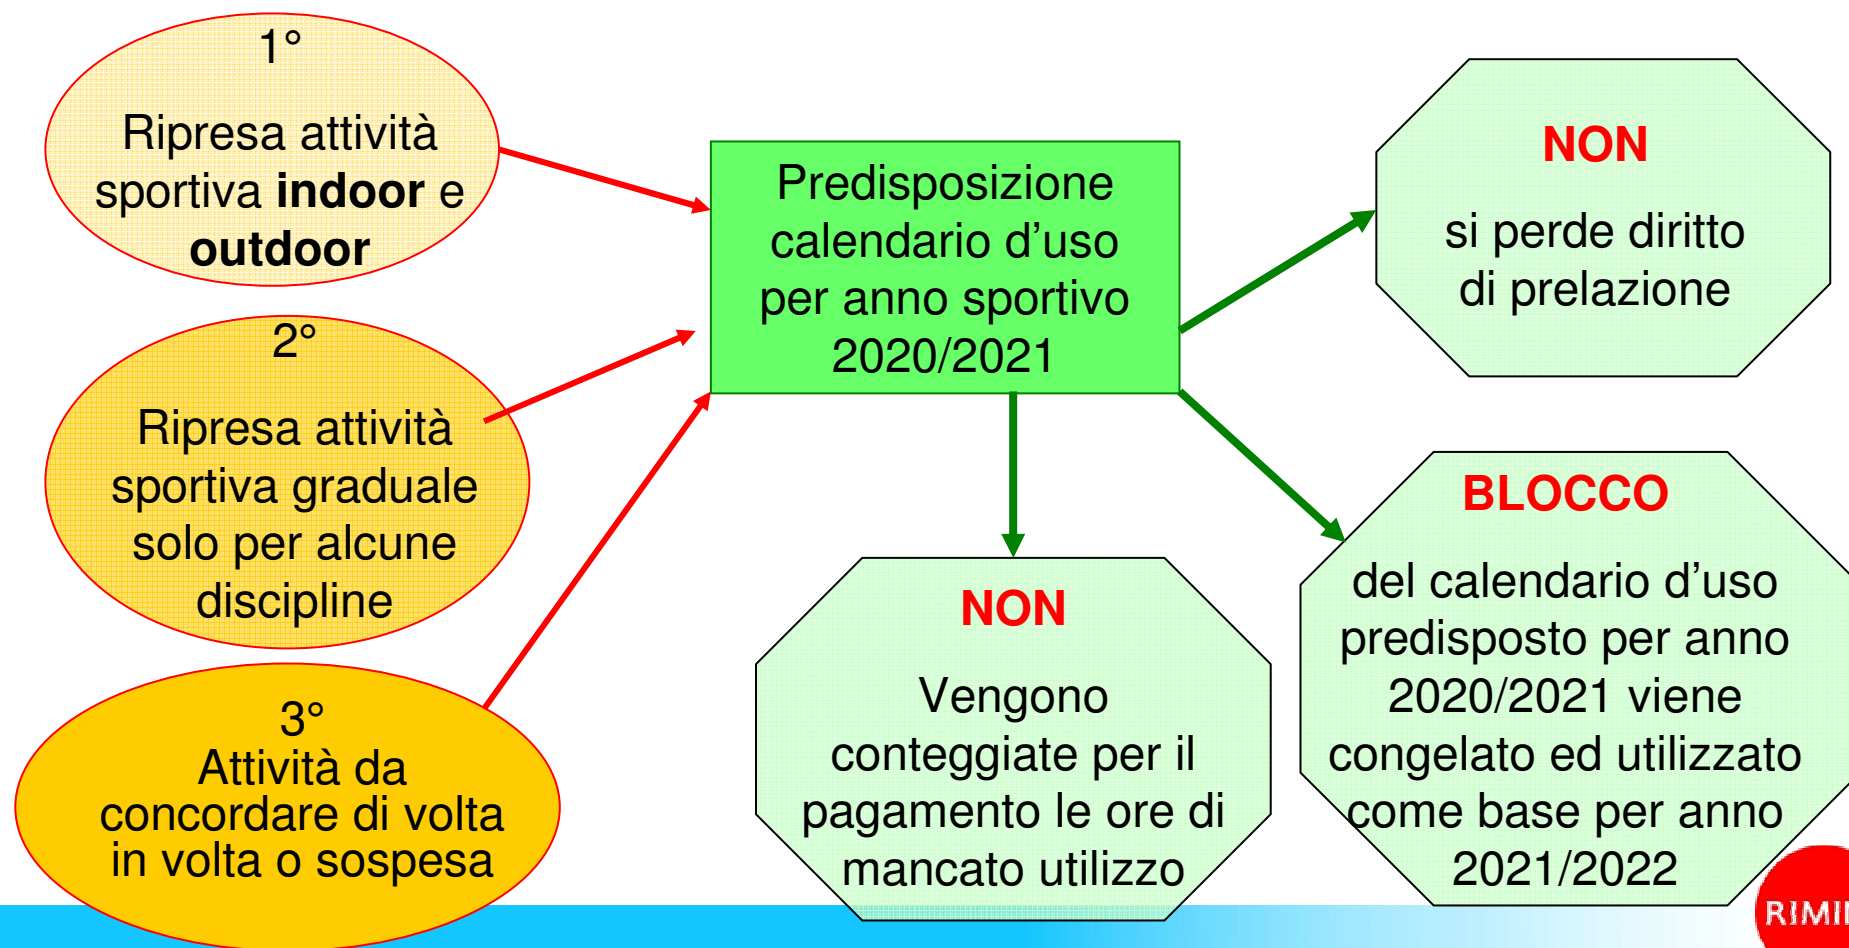 1°
Ripresa attività
sportiva indoor e
outdoor
2°
Ripresa attività
sportiva graduale
solo per alcune
discipline
3°
Attività da
concordare di volta
in volta o sospesa
Predisposizione
calendario d’uso
per anno sportivo
2020/2021
NON
si perde diritto
di prelazione
NON
Vengono
conteggiate per il
pagamento le ore di
mancato utilizzo
BLOCCO
del calendario d’uso
predisposto per anno
2020/2021 viene
congelato ed utilizzato
come base per anno
2021/2022